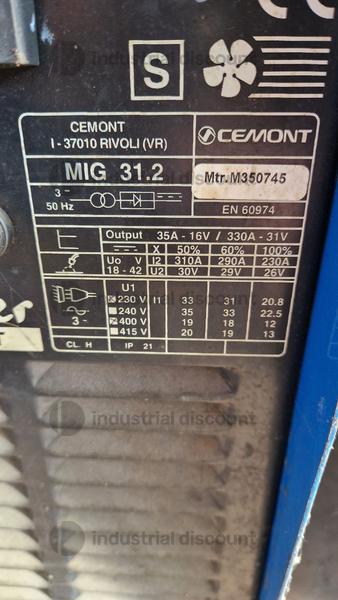 CE
industrial discount
S
CEMONT
I - 37010 RIVOLI (VR)
CEMONT
MIG 31.2
Mtr.M350745
3~
50 Hz
EN 60974
Output 35A - 16V / 330A - 31V
X 50% 60% 100%
Uo V I2 310A 290A 230A
18 - 42 U2 30V 29V 26V
U1
230 V I1 33 31 20.8
240 V 35 33 22.5
3~ 400 V 19 18 12
415 V 20 19 13
CL. H IP 21
industrial discount
industrial discount